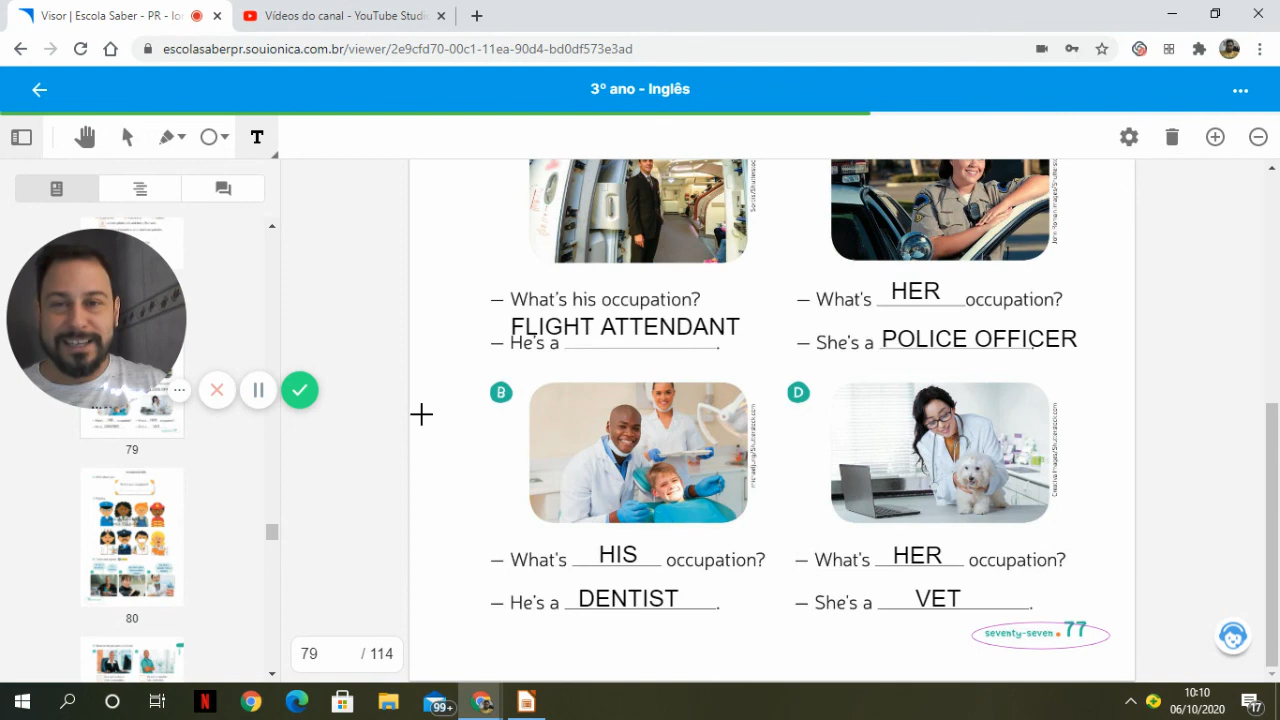 Visor | Escola Saber - PR - Ior
Vídeos do canal - YouTube Studi
escolasaberpr.souionica.com.br/viewer/2e9cfd70-00c1-11ea-90d4-bd0df573e3ad
3º ano - Inglês
T
— What's his occupation?
FLIGHT ATTENDANT
— He's a ____.
— What's HER occupation?
— She's a POLICE OFFICER.
B
D
— What's HIS occupation?
— He's a DENTIST.
— What's HER occupation?
— She's a VET.
seventy-seven • 77
79
80
79 / 114
99+
10:10
06/10/2020
17